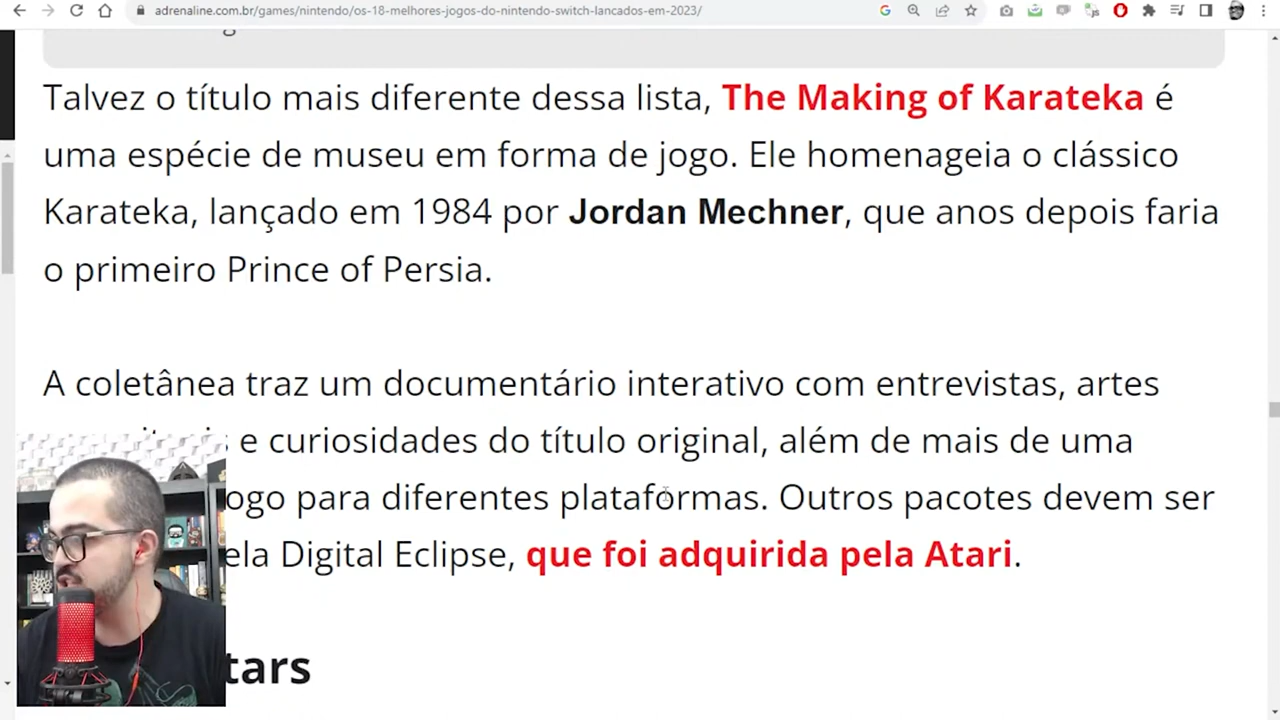 adrenaline.com.br/games/nintendo/os-18-melhores-jogos-do-nintendo-switch-lancados-em-2023/
Talvez o título mais diferente dessa lista, The Making of Karateka é
uma espécie de museu em forma de jogo. Ele homenageia o clássico
Karateka, lançado em 1984 por Jordan Mechner, que anos depois faria
o primeiro Prince of Persia.
A coletânea traz um documentário interativo com entrevistas, artes
e curiosidades do título original, além de mais de uma
ogo para diferentes plataformas. Outros pacotes devem ser
ela Digital Eclipse, que foi adquirida pela Atari.
tars